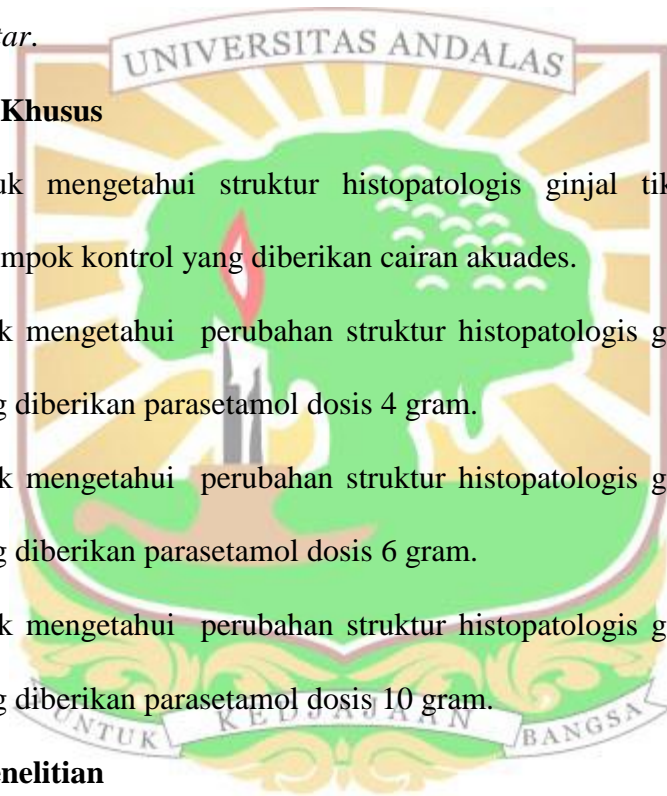 tar.
UNIVERSITAS ANDALAS
Khusus
uk mengetahui struktur histopatologis ginjal tik
mpok kontrol yang diberikan cairan akuades.
k mengetahui perubahan struktur histopatologis g
g diberikan parasetamol dosis 4 gram.
k mengetahui perubahan struktur histopatologis g
g diberikan parasetamol dosis 6 gram.
k mengetahui perubahan struktur histopatologis g
g diberikan parasetamol dosis 10 gram.
UNTUK KEDJAJAAN BANGSA
enelitian